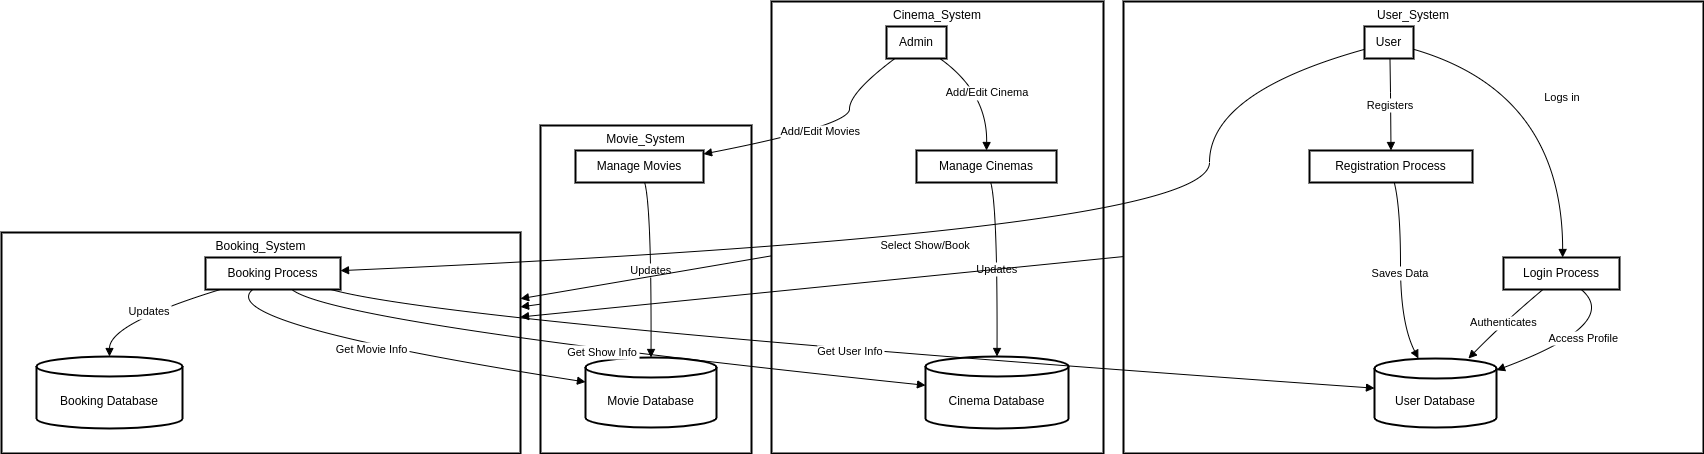 Cinema_System
User_System
Admin
User
Add/Edit Cinema
Logs in
Registers
Add/Edit Movies
Movie_System
Manage Movies
Manage Cinemas
Registration Process
Booking_System
Select Show/Book
Booking Process
Updates
Updates
Saves Data
Login Process
Updates
Authenticates
Get Movie Info
Get Show Info
Get User Info
Access Profile
Booking Database
Movie Database
Cinema Database
User Database